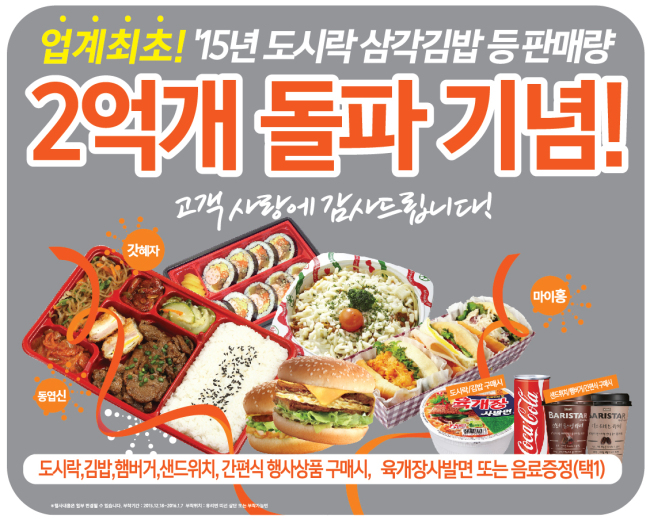 업계최초! '15년 도시락 삼각김밥 등 판매량
2억개 돌파 기념!
고객 사랑에 감사드립니다!
갓혜자
마이홍
동엽신
도시락/김밥 구매시
샌드위치/햄버거/간편식 구매시
육개장
사발면
Coca-Cola
BARISTA
BARISTA
도시락,김밥,햄버거,샌드위치, 간편식 행사상품 구매시, 육개장사발면 또는 음료증정(택1)